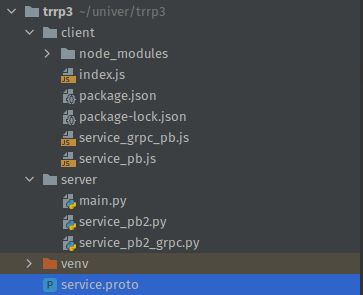 trrp3 ~/univer/trrp3
client
node_modules
index.js
package.json
package-lock.json
service_grpc_pb.js
service_pb.js
server
main.py
service_pb2.py
service_pb2_grpc.py
venv
service.proto